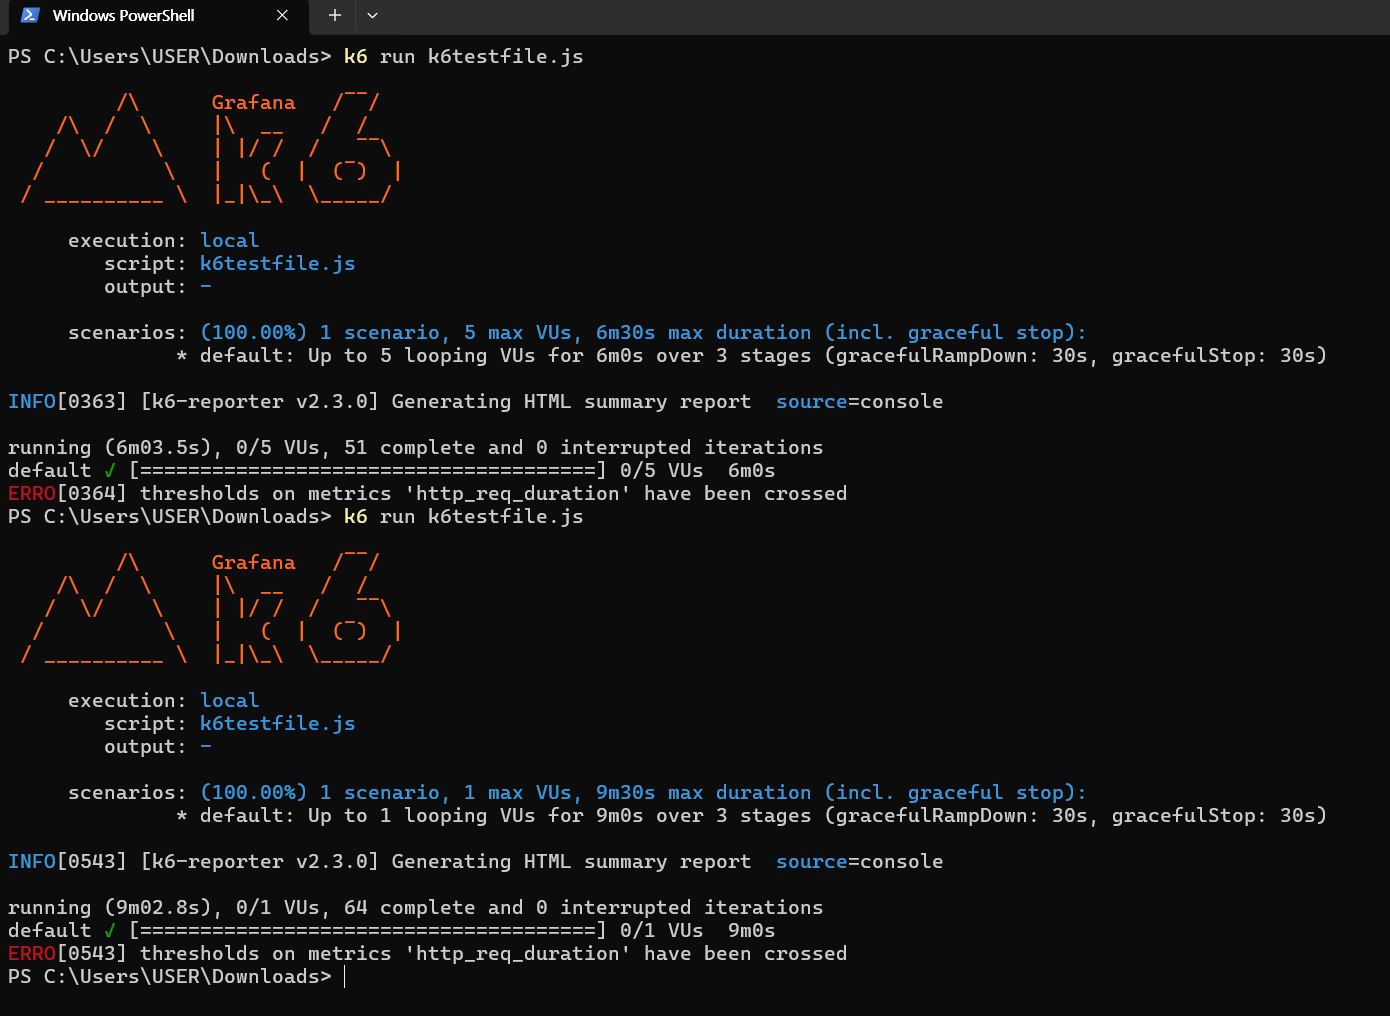 Windows PowerShell
PS C:\Users\USER\Downloads> k6 run k6testfile.js
         /\      Grafana   /‾‾/
    /\  /  \     |\  __   /  /
   /  \/    \    | |/ /  /   ‾‾\
  /          \   |   (  |  (‾)  |
 / __________ \  |_|\_\  \_____/
     execution: local
        script: k6testfile.js
        output: -
     scenarios: (100.00%) 1 scenario, 5 max VUs, 6m30s max duration (incl. graceful stop):
              * default: Up to 5 looping VUs for 6m0s over 3 stages (gracefulRampDown: 30s, gracefulStop: 30s)
INFO[0363] [k6-reporter v2.3.0] Generating HTML summary report  source=console
running (6m03.5s), 0/5 VUs, 51 complete and 0 interrupted iterations
default ✓ [======================================] 0/5 VUs  6m0s
ERRO[0364] thresholds on metrics 'http_req_duration' have been crossed
PS C:\Users\USER\Downloads> k6 run k6testfile.js
         /\      Grafana   /‾‾/
    /\  /  \     |\  __   /  /
   /  \/    \    | |/ /  /   ‾‾\
  /          \   |   (  |  (‾)  |
 / __________ \  |_|\_\  \_____/
     execution: local
        script: k6testfile.js
        output: -
     scenarios: (100.00%) 1 scenario, 1 max VUs, 9m30s max duration (incl. graceful stop):
              * default: Up to 1 looping VUs for 9m0s over 3 stages (gracefulRampDown: 30s, gracefulStop: 30s)
INFO[0543] [k6-reporter v2.3.0] Generating HTML summary report  source=console
running (9m02.8s), 0/1 VUs, 64 complete and 0 interrupted iterations
default ✓ [======================================] 0/1 VUs  9m0s
ERRO[0543] thresholds on metrics 'http_req_duration' have been crossed
PS C:\Users\USER\Downloads>